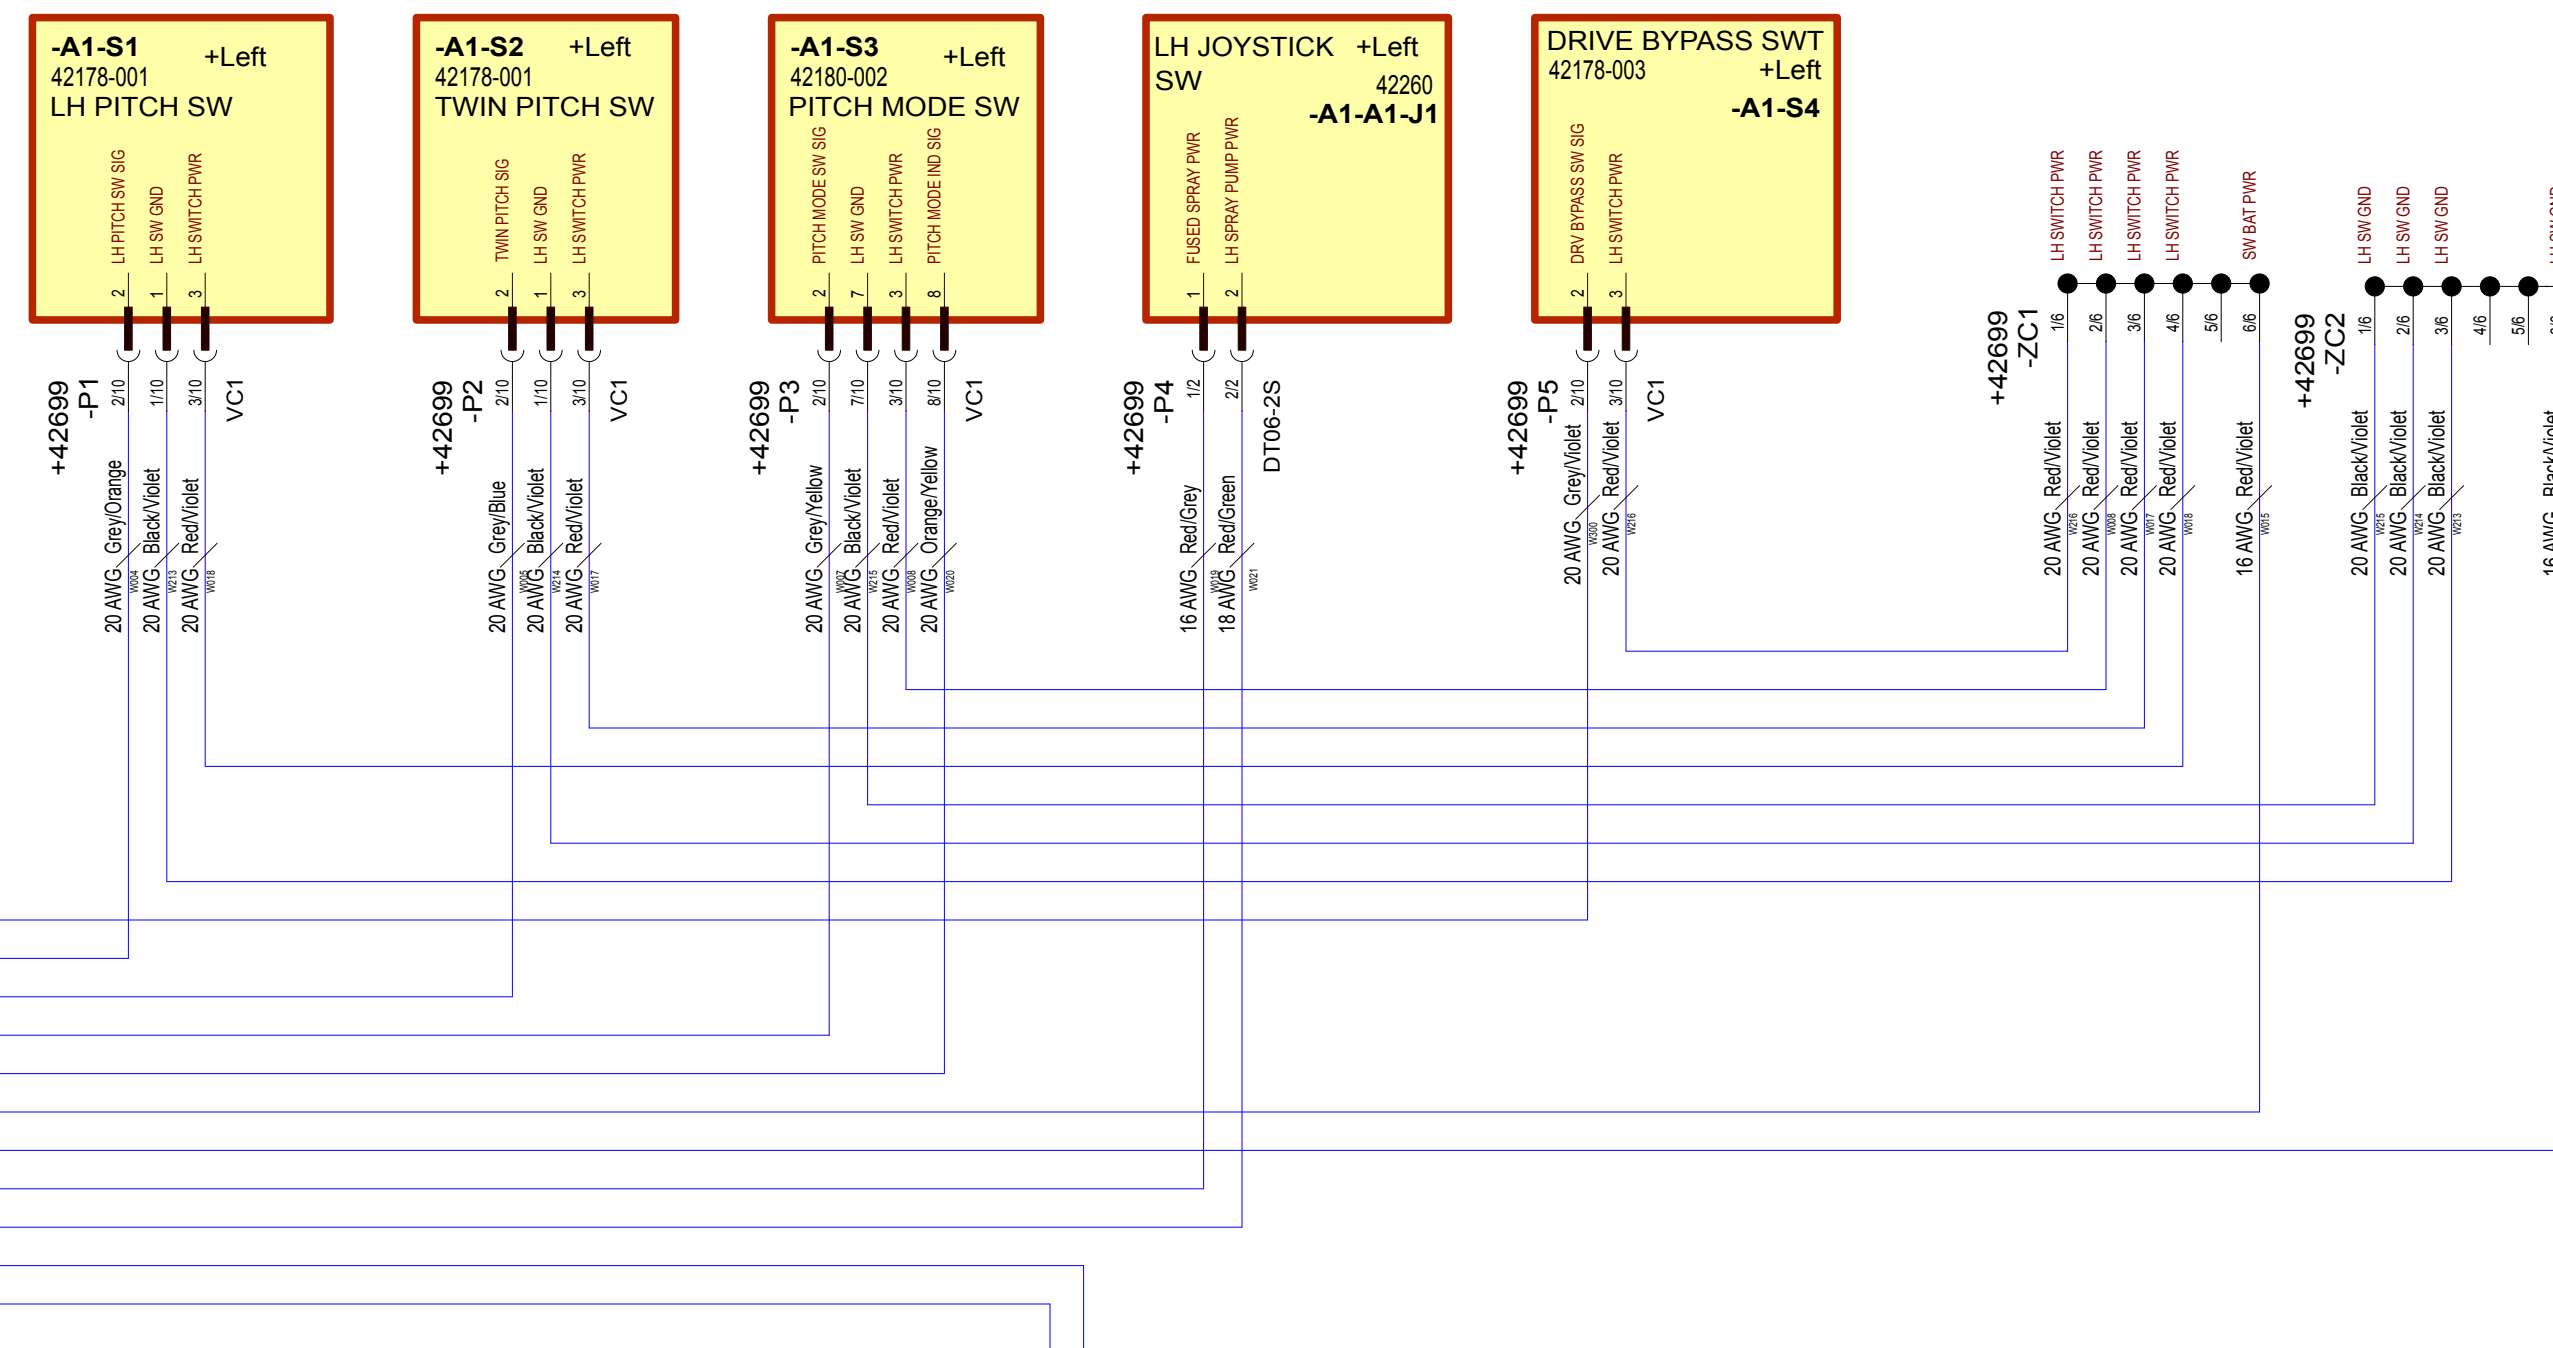 -A1-S1 +Left
42178-001
LH PITCH SW
LH PITCH SW SIG
LH SW GND
LH SWITCH PWR
2
1
3
+42699
-P1
2/10
1/10
3/10
VC1
20 AWG Grey/Orange
W004
20 AWG Black/Violet
W213
20 AWG Red/Violet
W018
-A1-S2 +Left
42178-001
TWIN PITCH SW
TWIN PITCH SIG
LH SW GND
LH SWITCH PWR
2
1
3
+42699
-P2
2/10
1/10
3/10
VC1
20 AWG Grey/Blue
W005
20 AWG Black/Violet
W214
20 AWG Red/Violet
W017
-A1-S3 +Left
42180-002
PITCH MODE SW
PITCH MODE SW SIG
LH SW GND
LH SWITCH PWR
PITCH MODE IND SIG
2
7
3
8
+42699
-P3
2/10
7/10
3/10
8/10
VC1
20 AWG Grey/Yellow
W007
20 AWG Black/Violet
W215
20 AWG Red/Violet
W008
20 AWG Orange/Yellow
W020
LH JOYSTICK +Left
SW 42260
-A1-A1-J1
FUSED SPRAY PWR
LH SPRAY PUMP PWR
1
2
+42699
-P4
1/2
2/2
DT06-2S
16 AWG Red/Grey
W019
18 AWG Red/Green
W021
DRIVE BYPASS SWT
42178-003 +Left
-A1-S4
DRV BYPASS SW SIG
LH SWITCH PWR
2
3
+42699
-P5
2/10
3/10
VC1
20 AWG Grey/Violet
W300
20 AWG Red/Violet
W216
LH SWITCH PWR
LH SWITCH PWR
LH SWITCH PWR
LH SWITCH PWR
SW BAT PWR
+42699
-ZC1
1/6
2/6
3/6
4/6
5/6
6/6
20 AWG Red/Violet
W216
20 AWG Red/Violet
W008
20 AWG Red/Violet
W017
20 AWG Red/Violet
W018
16 AWG Red/Violet
W015
LH SW GND
LH SW GND
LH SW GND
+42699
-ZC2
1/6
2/6
3/6
4/6
5/6
20 AWG Black/Violet
W215
20 AWG Black/Violet
W214
20 AWG Black/Violet
W213
16 AWG Black/Violet